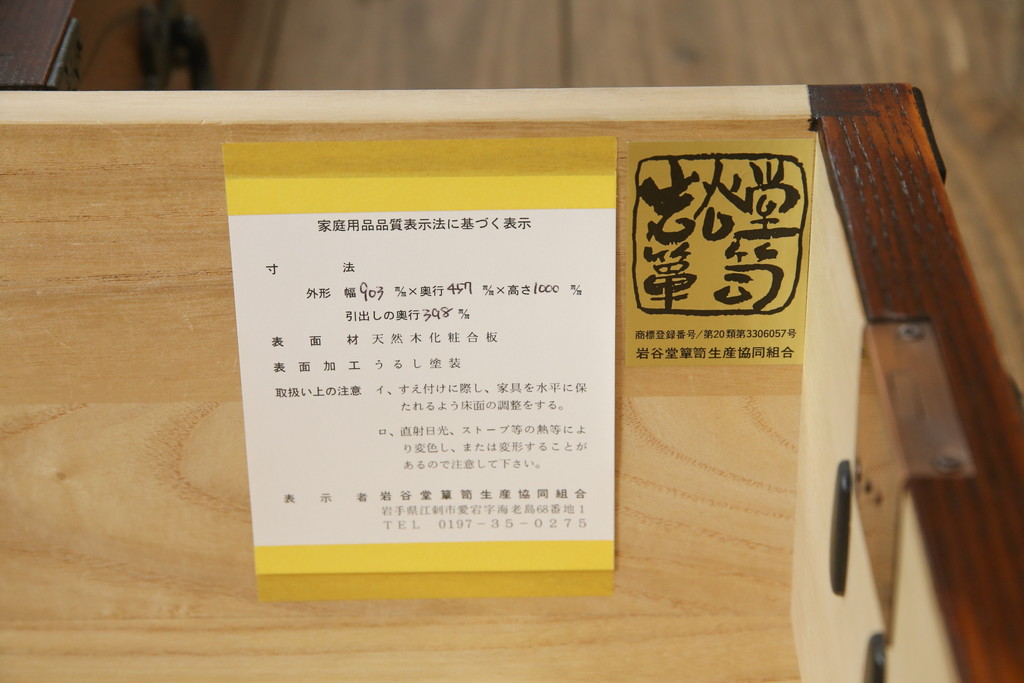 家庭用品品質表示法に基づく表示
寸法
外形 幅903 ㍉×奥行457 ㍉×高さ1000 ㍉
引出しの奥行398㍉
表面材 天然木化粧合板
表面加工 うるし塗装
取扱い上の注意 イ、すえ付けに際し、家具を水平に保
たれるよう床面の調整をする。
ロ、直射日光、ストーブ等の熱等によ
り変色し、または変形することが
あるので注意して下さい。
表示者 岩谷堂簞笥生産協同組合
岩手県江刺市愛宕字海老島68番地1
TEL 0197-35-0275
岩谷堂
簞笥
商標登録番号/第20類第3306057号
岩谷堂簞笥生産協同組合